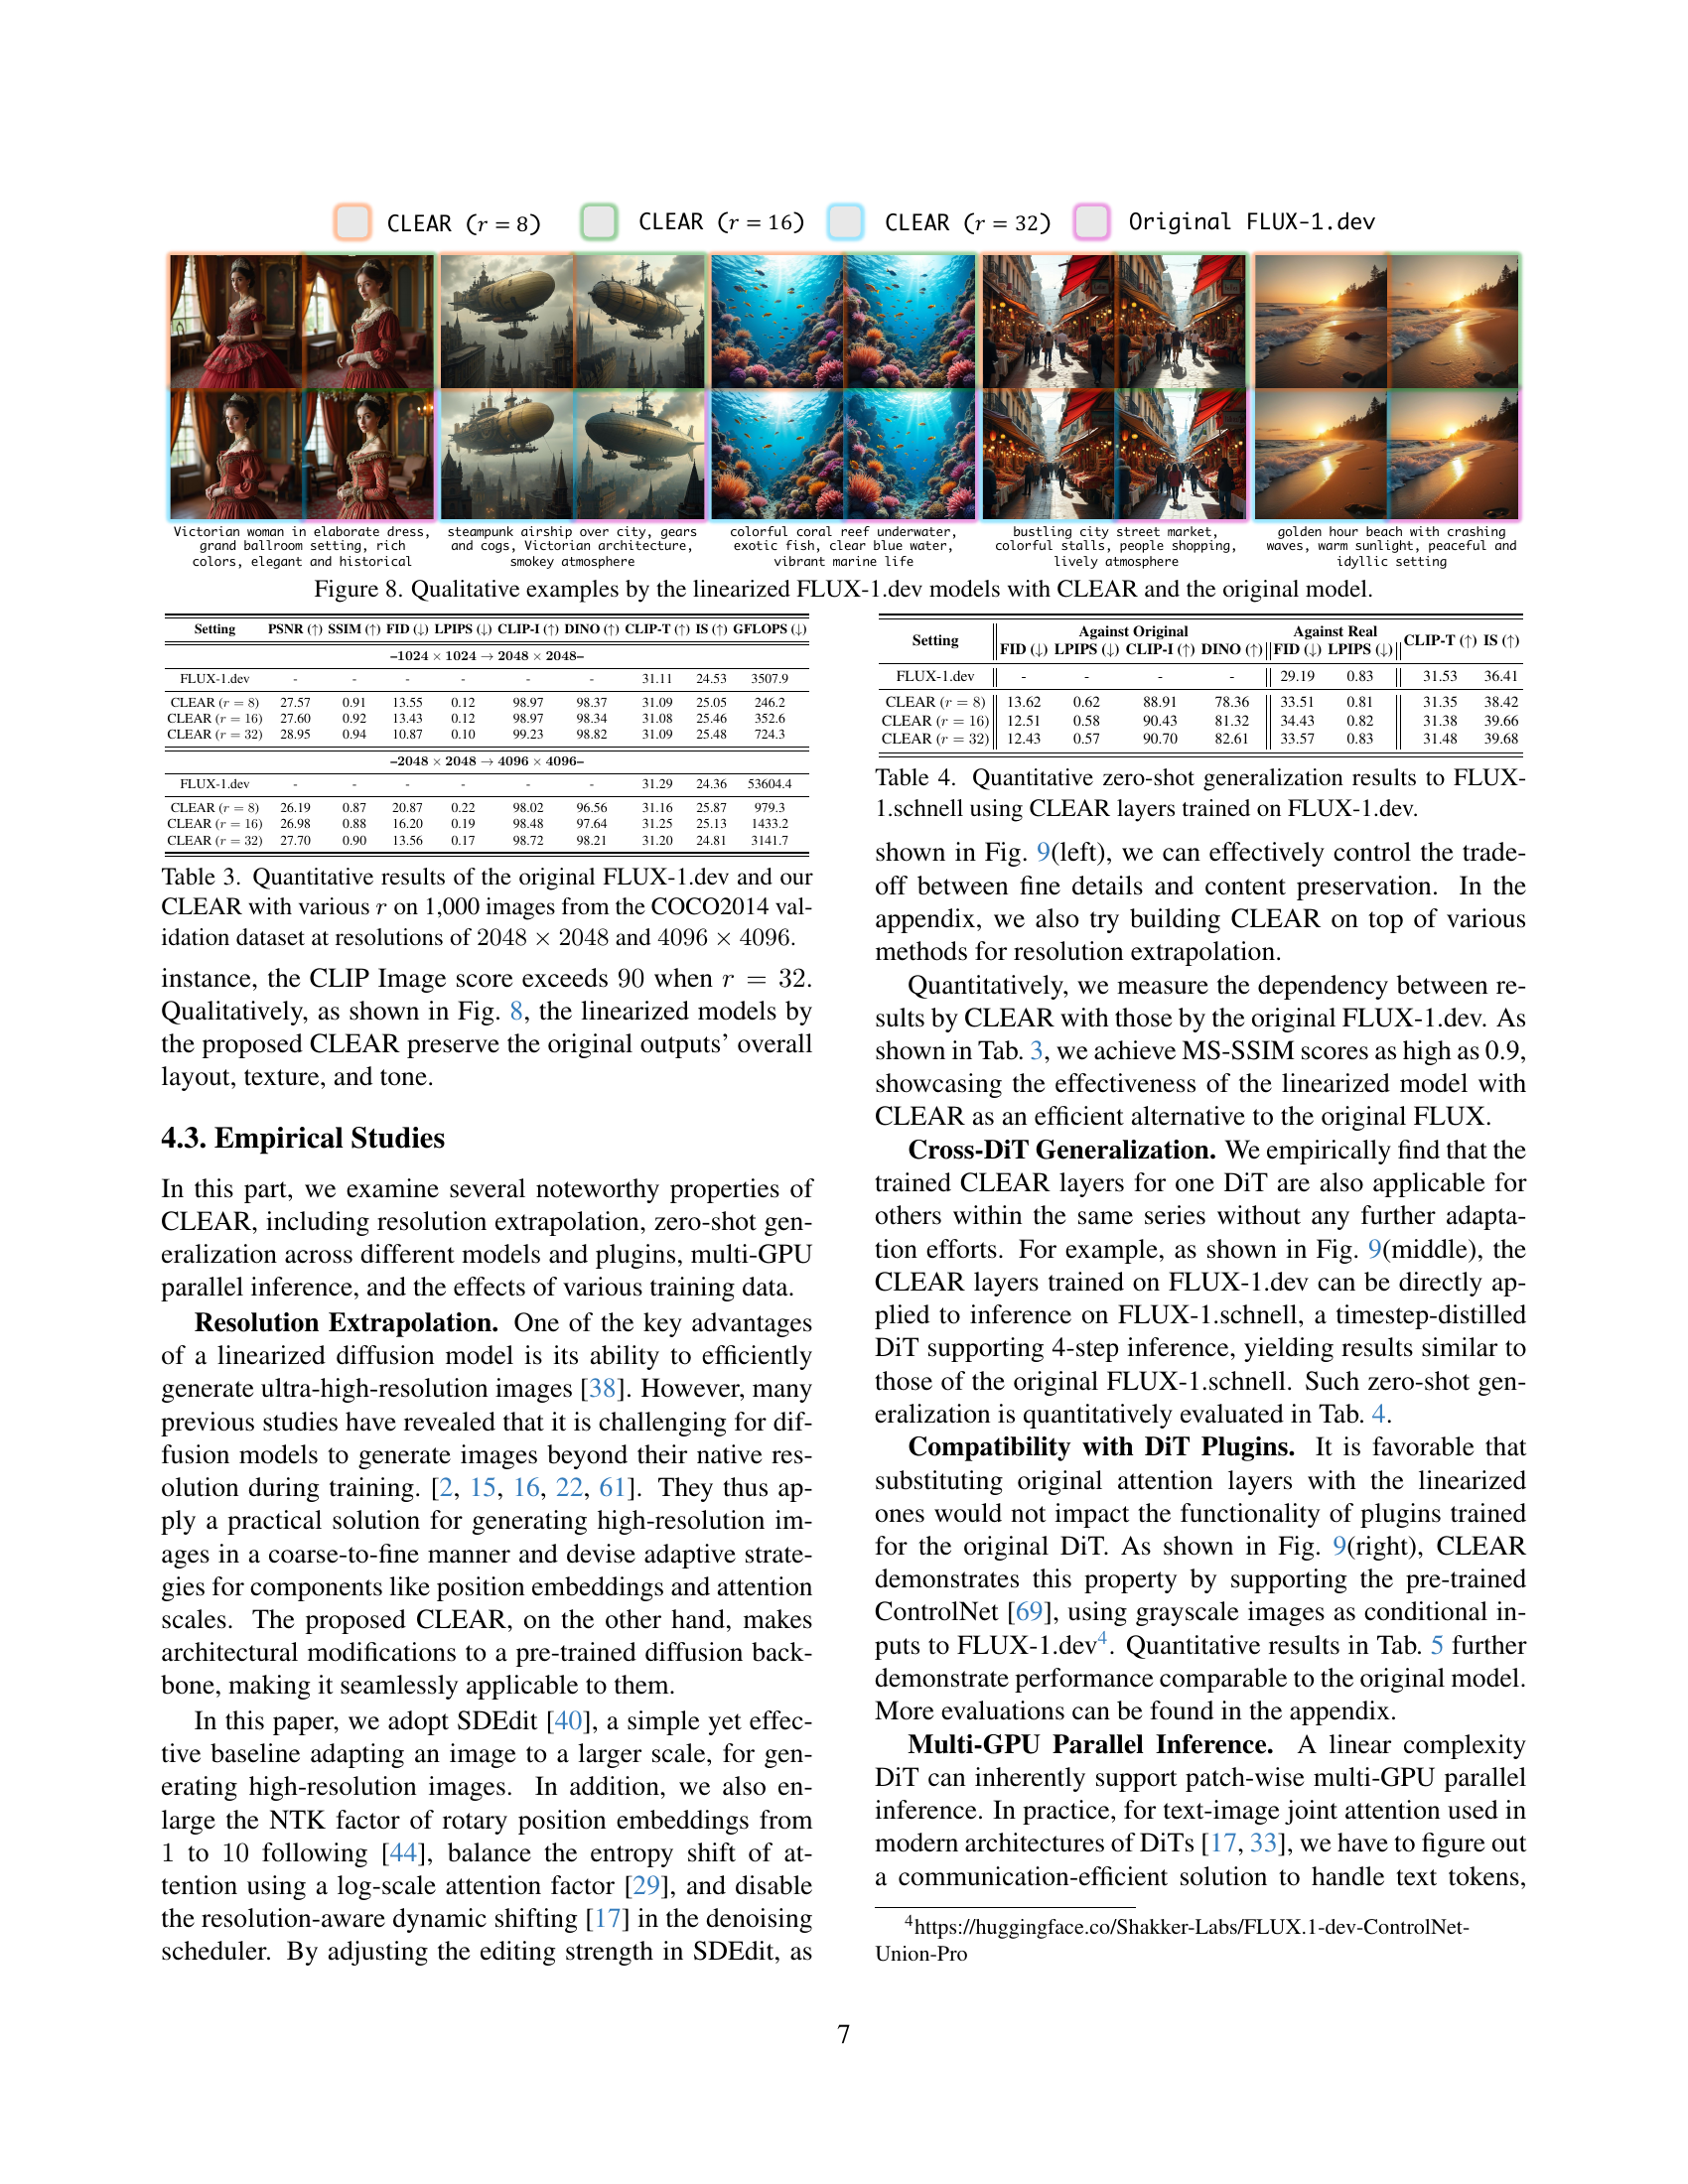 CLEAR (r = 8) CLEAR (r = 16) CLEAR (r = 32) Original FLUX-1.dev
Victorian woman in elaborate dress,
grand ballroom setting, rich
colors, elegant and historical
steampunk airship over city, gears
and cogs, Victorian architecture,
smokey atmosphere
colorful coral reef underwater,
exotic fish, clear blue water,
vibrant marine life
bustling city street market,
colorful stalls, people shopping,
lively atmosphere
golden hour beach with crashing
waves, warm sunlight, peaceful and
idyllic setting
Figure 8. Qualitative examples by the linearized FLUX-1.dev models with CLEAR and the original model.
Setting PSNR (↑) SSIM (↑) FID (↓) LPIPS (↓) CLIP-I (↑) DINO (↑) CLIP-T (↑) IS (↑) GFLOPS (↓)
–1024 × 1024 → 2048 × 2048–
FLUX-1.dev - - - - - - 31.11 24.53 3507.9
CLEAR (r = 8) 27.57 0.91 13.55 0.12 98.97 98.37 31.09 25.05 246.2
CLEAR (r = 16) 27.60 0.92 13.43 0.12 98.97 98.34 31.08 25.46 352.6
CLEAR (r = 32) 28.95 0.94 10.87 0.10 99.23 98.82 31.09 25.48 724.3
–2048 × 2048 → 4096 × 4096–
FLUX-1.dev - - - - - - 31.29 24.36 53604.4
CLEAR (r = 8) 26.19 0.87 20.87 0.22 98.02 96.56 31.16 25.87 979.3
CLEAR (r = 16) 26.98 0.88 16.20 0.19 98.48 97.64 31.25 25.13 1433.2
CLEAR (r = 32) 27.70 0.90 13.56 0.17 98.72 98.21 31.20 24.81 3141.7
Table 3. Quantitative results of the original FLUX-1.dev and our
CLEAR with various r on 1,000 images from the COCO2014 val-
idation dataset at resolutions of 2048 × 2048 and 4096 × 4096.
instance, the CLIP Image score exceeds 90 when r = 32.
Qualitatively, as shown in Fig. 8, the linearized models by
the proposed CLEAR preserve the original outputs' overall
layout, texture, and tone.
4.3. Empirical Studies
In this part, we examine several noteworthy properties of
CLEAR, including resolution extrapolation, zero-shot gen-
eralization across different models and plugins, multi-GPU
parallel inference, and the effects of various training data.
Resolution Extrapolation. One of the key advantages
of a linearized diffusion model is its ability to efficiently
generate ultra-high-resolution images [38]. However, many
previous studies have revealed that it is challenging for dif-
fusion models to generate images beyond their native res-
olution during training. [2, 15, 16, 22, 61]. They thus ap-
ply a practical solution for generating high-resolution im-
ages in a coarse-to-fine manner and devise adaptive strate-
gies for components like position embeddings and attention
scales. The proposed CLEAR, on the other hand, makes
architectural modifications to a pre-trained diffusion back-
bone, making it seamlessly applicable to them.
In this paper, we adopt SDEdit [40], a simple yet effec-
tive baseline adapting an image to a larger scale, for gen-
erating high-resolution images. In addition, we also en-
large the NTK factor of rotary position embeddings from
1 to 10 following [44], balance the entropy shift of at-
tention using a log-scale attention factor [29], and disable
the resolution-aware dynamic shifting [17] in the denoising
scheduler. By adjusting the editing strength in SDEdit, as
Setting Against Original Against Real CLIP-T (↑) IS (↑)
FID (↓) LPIPS (↓) CLIP-I (↑) DINO (↑) FID (↓) LPIPS (↓)
FLUX-1.dev - - - - 29.19 0.83 31.53 36.41
CLEAR (r = 8) 13.62 0.62 88.91 78.36 33.51 0.81 31.35 38.42
CLEAR (r = 16) 12.51 0.58 90.43 81.32 34.43 0.82 31.38 39.66
CLEAR (r = 32) 12.43 0.57 90.70 82.61 33.57 0.83 31.48 39.68
Table 4. Quantitative zero-shot generalization results to FLUX-
1.schnell using CLEAR layers trained on FLUX-1.dev.
shown in Fig. 9(left), we can effectively control the trade-
off between fine details and content preservation. In the
appendix, we also try building CLEAR on top of various
methods for resolution extrapolation.
Quantitatively, we measure the dependency between re-
sults by CLEAR with those by the original FLUX-1.dev. As
shown in Tab. 3, we achieve MS-SSIM scores as high as 0.9,
showcasing the effectiveness of the linearized model with
CLEAR as an efficient alternative to the original FLUX.
Cross-DiT Generalization. We empirically find that the
trained CLEAR layers for one DiT are also applicable for
others within the same series without any further adapta-
tion efforts. For example, as shown in Fig. 9(middle), the
CLEAR layers trained on FLUX-1.dev can be directly ap-
plied to inference on FLUX-1.schnell, a timestep-distilled
DiT supporting 4-step inference, yielding results similar to
those of the original FLUX-1.schnell. Such zero-shot gen-
eralization is quantitatively evaluated in Tab. 4.
Compatibility with DiT Plugins. It is favorable that
substituting original attention layers with the linearized
ones would not impact the functionality of plugins trained
for the original DiT. As shown in Fig. 9(right), CLEAR
demonstrates this property by supporting the pre-trained
ControlNet [69], using grayscale images as conditional in-
puts to FLUX-1.dev4. Quantitative results in Tab. 5 further
demonstrate performance comparable to the original model.
More evaluations can be found in the appendix.
Multi-GPU Parallel Inference. A linear complexity
DiT can inherently support patch-wise multi-GPU parallel
inference. In practice, for text-image joint attention used in
modern architectures of DiTs [17, 33], we have to figure out
a communication-efficient solution to handle text tokens,
4https://huggingface.co/Shakker-Labs/FLUX.1-dev-ControlNet-
Union-Pro
7